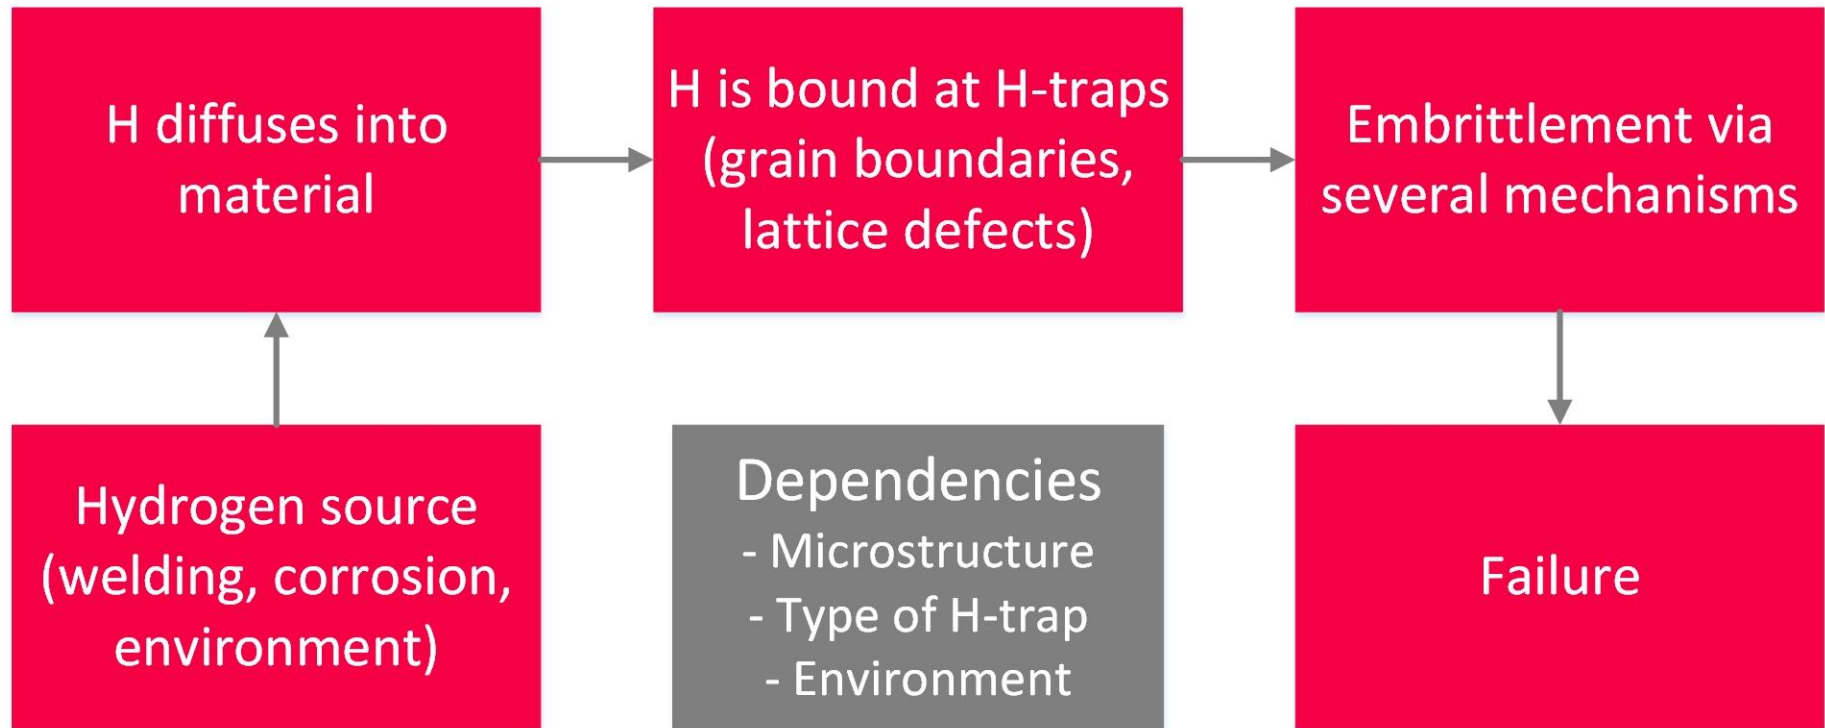 H diffuses into
material
H is bound at H-traps
(grain boundaries,
lattice defects)
Embrittlement via
several mechanisms
Hydrogen source
(welding, corrosion,
environment)
Dependencies
- Microstructure
- Type of H-trap
- Environment
Failure